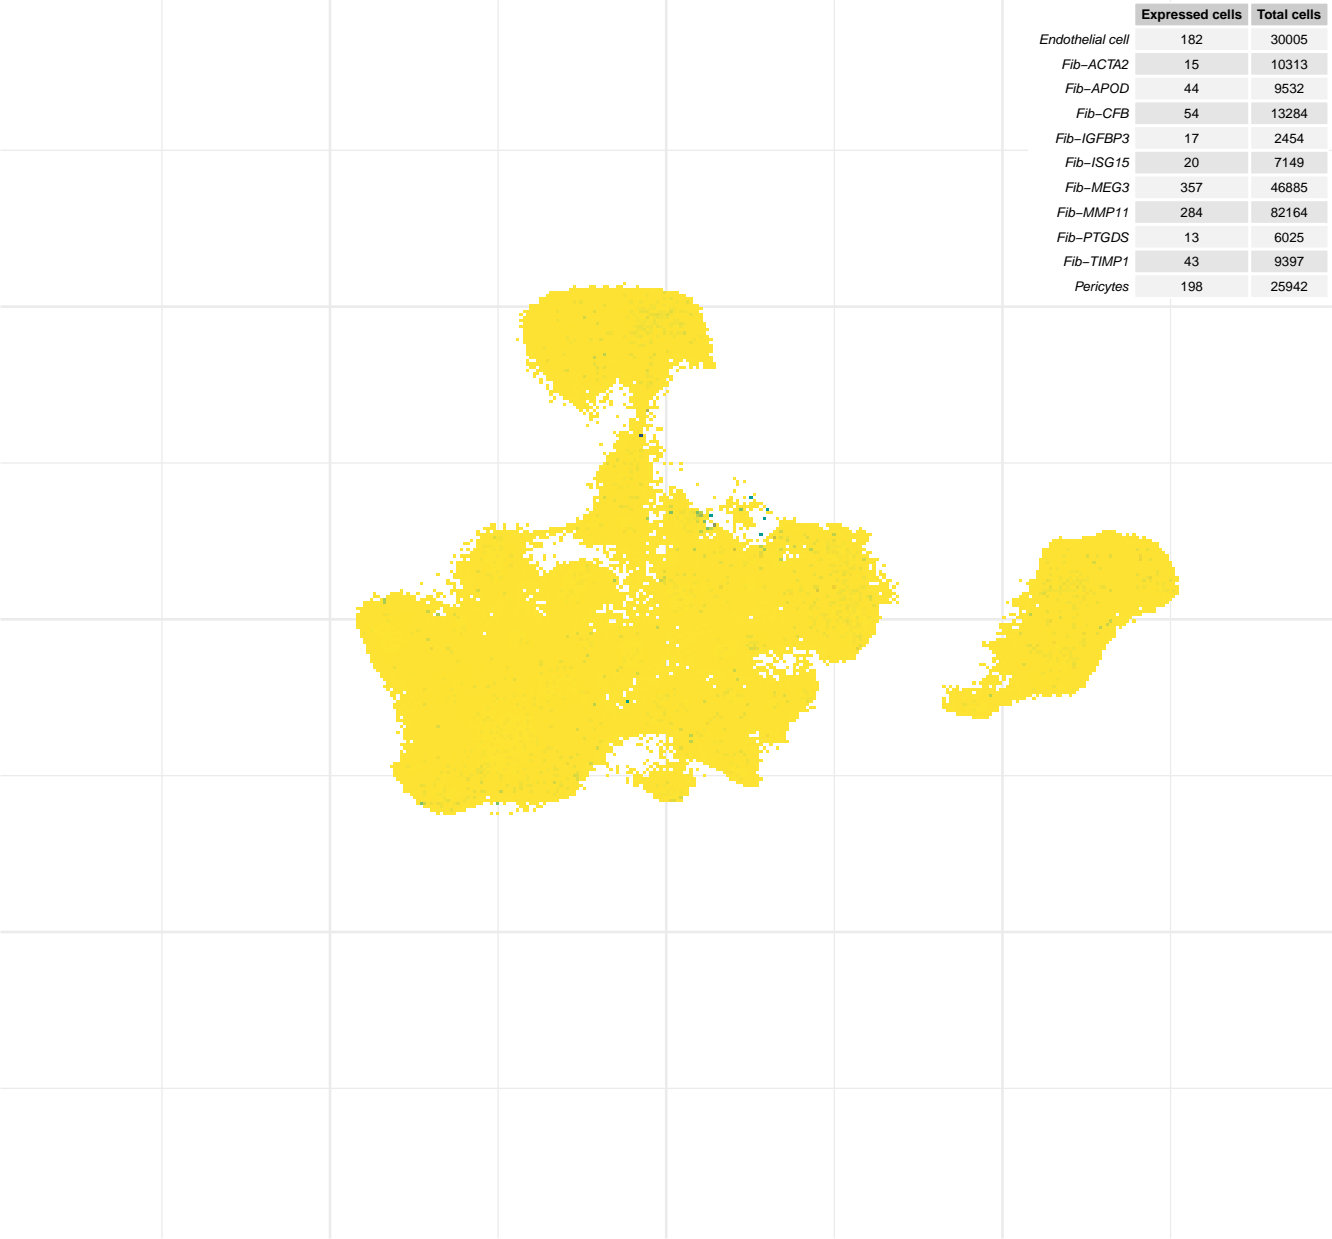 Expressed cells Total cells
Endothelial cell 182 30005
Fib−ACTA2 15 10313
Fib−APOD 44 9532
Fib−CFB 54 13284
Fib−IGFBP3 17 2454
Fib−ISG15 20 7149
Fib−MEG3 357 46885
Fib−MMP11 284 82164
Fib−PTGDS 13 6025
Fib−TIMP1 43 9397
Pericytes 198 25942